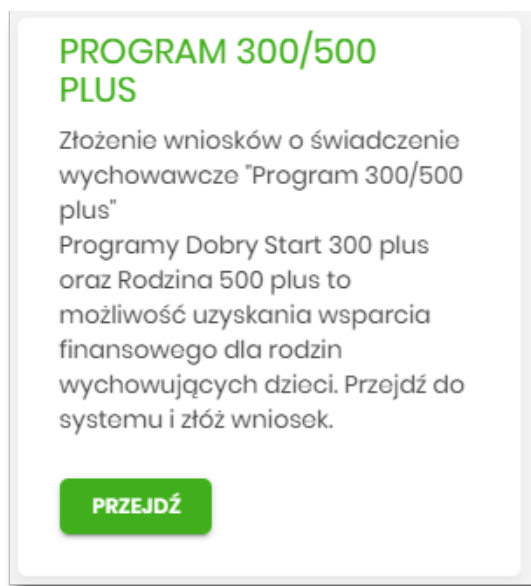 PROGRAM 300/500
PLUS
Złożenie wniosków o świadczenie
wychowawcze "Program 300/500
plus"
Programy Dobry Start 300 plus
oraz Rodzina 500 plus to
możliwość uzyskania wsparcia
finansowego dla rodzin
wychowujących dzieci. Przejdź do
systemu i złóż wniosek.
PRZEJDŹ